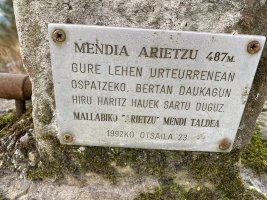 MENDIA ARIETZU 487M.
GURE LEHEN URTEURRENEAN
OSPATZEKO, BERTAN DAUKAGUN
HIRU HARITZ HAUEK SARTU DUGUZ
MALLABIKO "ARIETZU" MENDI TALDEA
1992KO OTSAILA 23